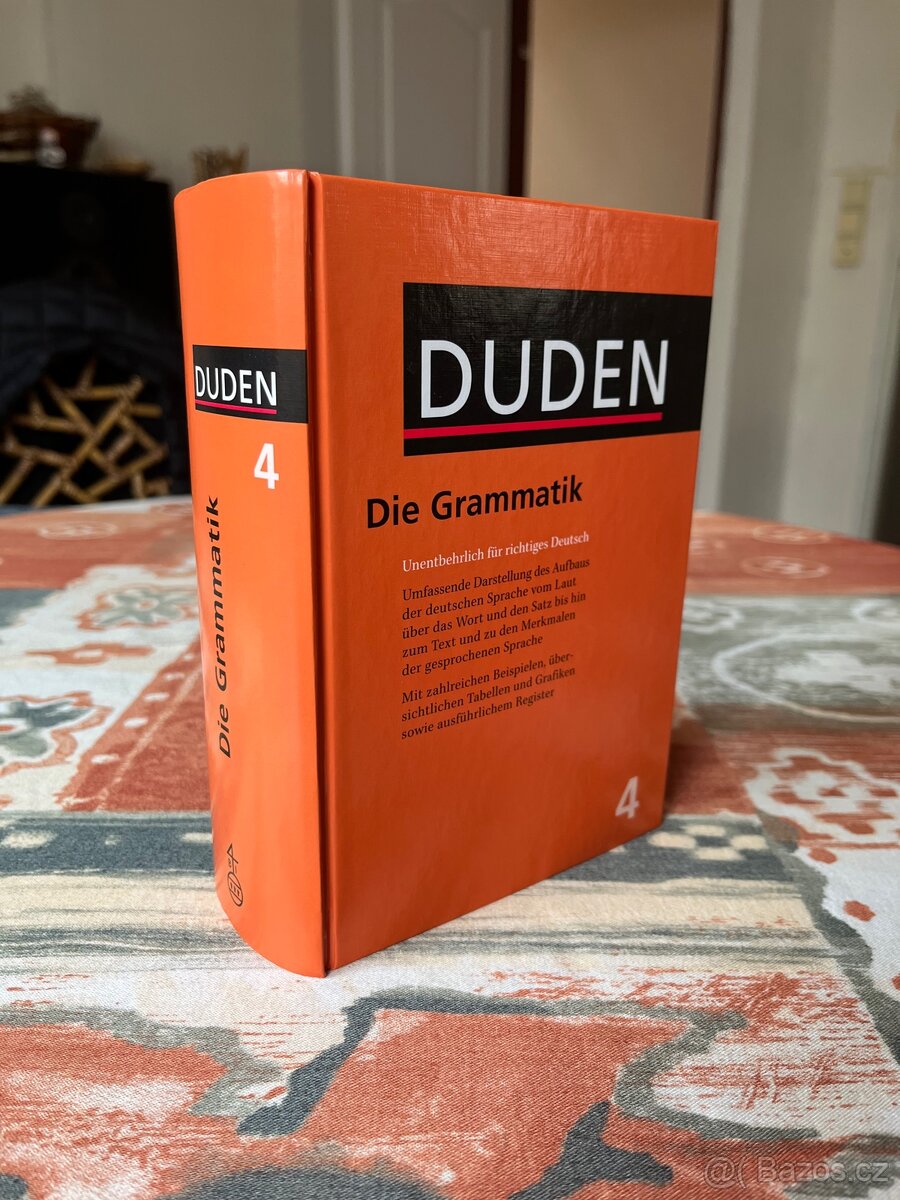 DUDEN
4
Die Grammatik
DUDEN
Die Grammatik
Unentbehrlich für richtiges Deutsch
Umfassende Darstellung des Aufbaus
der deutschen Sprache vom Laut
über das Wort und den Satz bis hin
zum Text und zu den Merkmalen
der gesprochenen Sprache
Mit zahlreichen Beispielen, über-
sichtlichen Tabellen und Grafiken
sowie ausführlichem Register
4
@( Bazos.cz